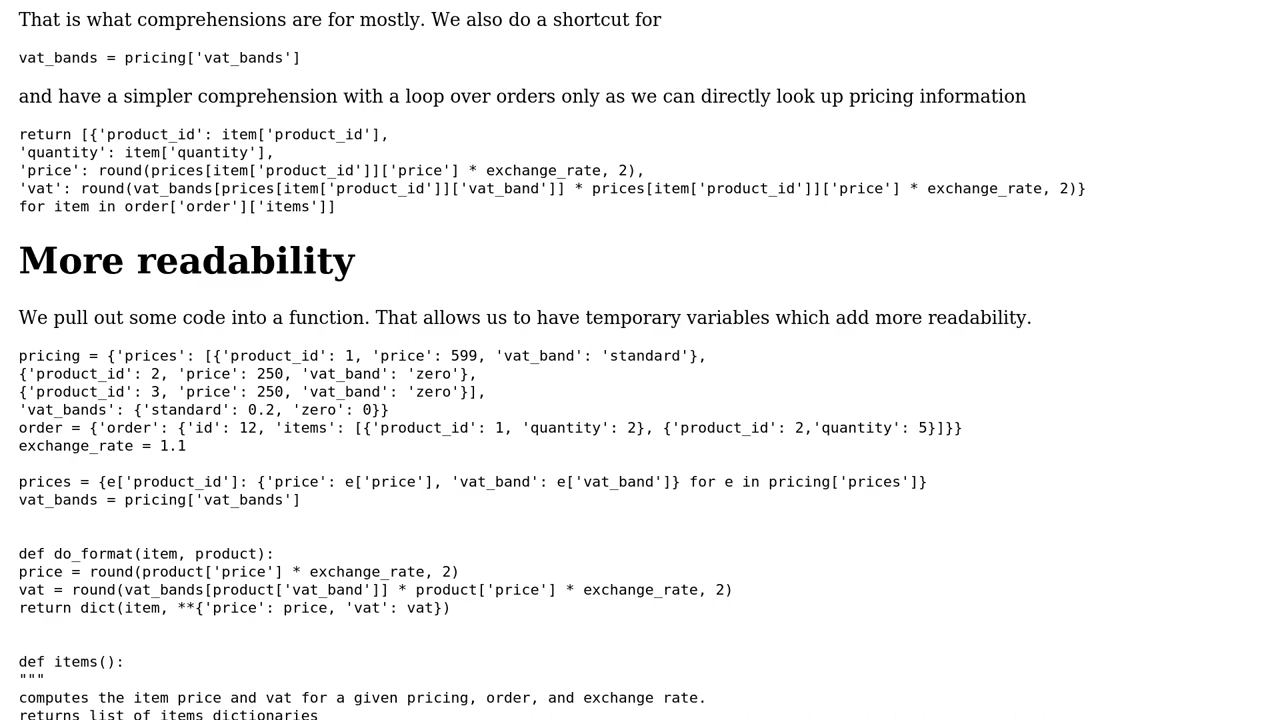 That is what comprehensions are for mostly. We also do a shortcut for
vat_bands = pricing['vat_bands']
and have a simpler comprehension with a loop over orders only as we can directly look up pricing information
return [{'product_id': item['product_id'],
'quantity': item['quantity'],
'price': round(prices[item['product_id']]['price'] * exchange_rate, 2),
'vat': round(vat_bands[prices[item['product_id']]['vat_band']] * prices[item['product_id']]['price'] * exchange_rate, 2)}
for item in order['order']['items']]
More readability
We pull out some code into a function. That allows us to have temporary variables which add more readability.
pricing = {'prices': [{'product_id': 1, 'price': 599, 'vat_band': 'standard'},
{'product_id': 2, 'price': 250, 'vat_band': 'zero'},
{'product_id': 3, 'price': 250, 'vat_band': 'zero'}],
'vat_bands': {'standard': 0.2, 'zero': 0}}
order = {'order': {'id': 12, 'items': [{'product_id': 1, 'quantity': 2}, {'product_id': 2,'quantity': 5}]}}
exchange_rate = 1.1
prices = {e['product_id']: {'price': e['price'], 'vat_band': e['vat_band']} for e in pricing['prices']}
vat_bands = pricing['vat_bands']
def do_format(item, product):
price = round(product['price'] * exchange_rate, 2)
vat = round(vat_bands[product['vat_band']] * product['price'] * exchange_rate, 2)
return dict(item, **{'price': price, 'vat': vat})
def items():
"""
computes the item price and vat for a given pricing, order, and exchange rate.
returns list of items dictionaries